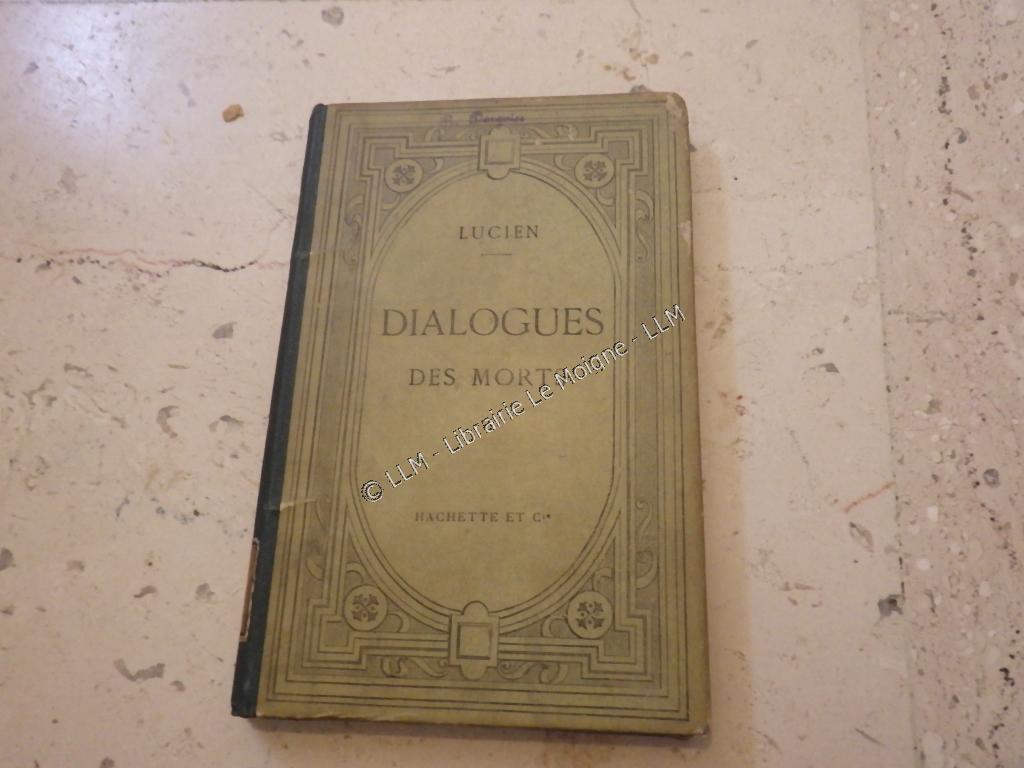 LUCIEN
DIALOGUES
DES MORTS
HACHETTE ET Cie
© LLM - Librairie Le Moigne - LLM